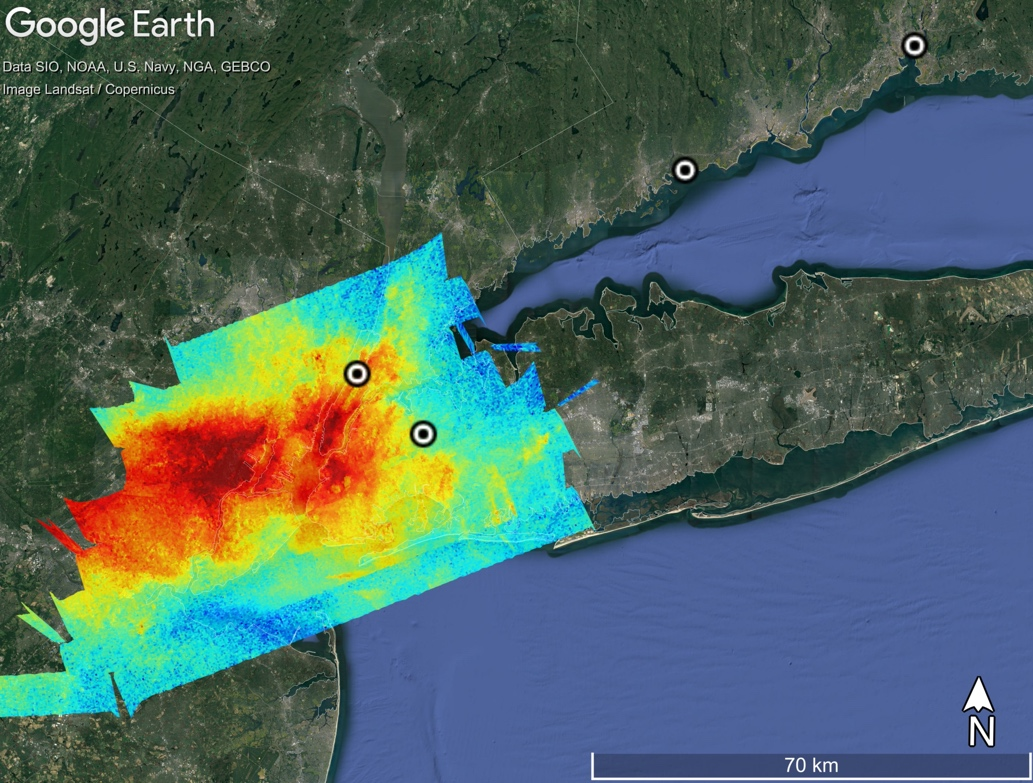 Google Earth
Data SIO, NOAA, U.S. Navy, NGA, GEBCO
Image Landsat / Copernicus
N
70 km